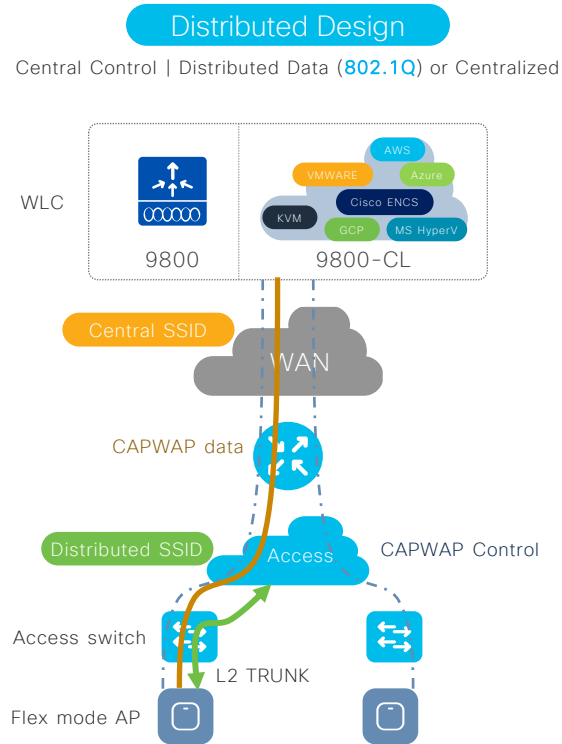 Distributed Design
Central Control | Distributed Data (802.1Q) or Centralized
WLC
AWS
VMWARE
Azure
Cisco ENCS
KVM
GCP
MS HyperV
9800
9800-CL
Central SSID
WAN
CAPWAP data
Distributed SSID
Access
CAPWAP Control
Access switch
L2 TRUNK
Flex mode AP